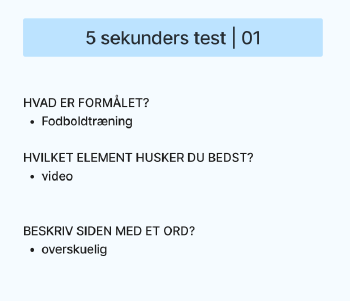 5 sekunders test | 01
HVAD ER FORMÅLET?
• Fodboldtræning
HVILKET ELEMENT HUSKER DU BEDST?
• video
BESKRIV SIDEN MED ET ORD?
• overskuelig